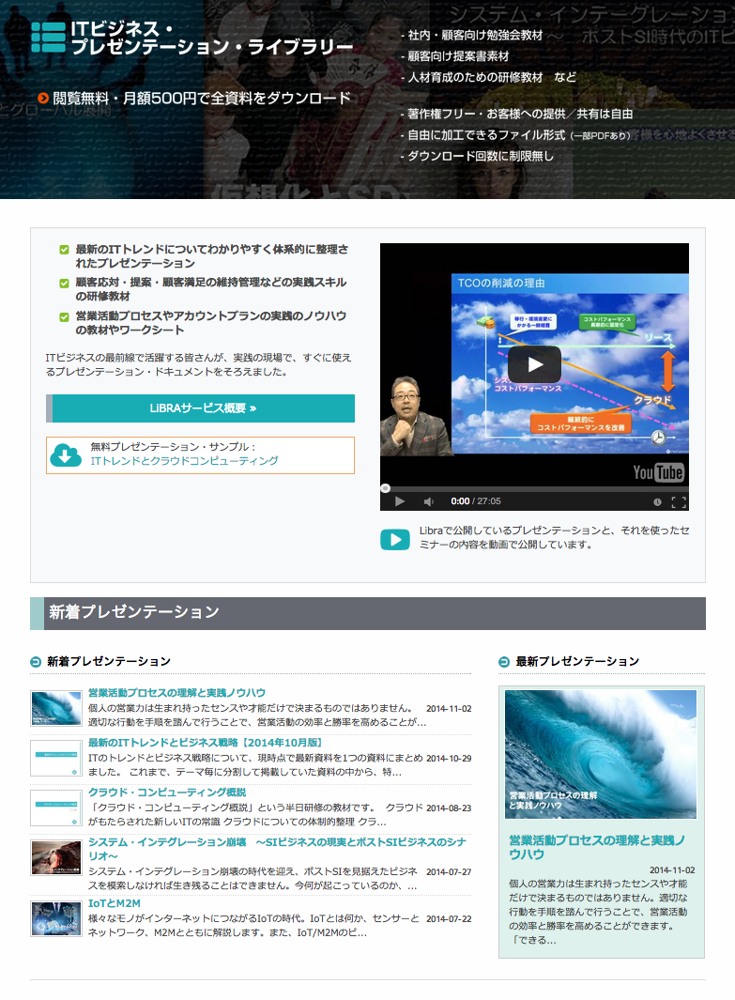 ITビジネス・
プレゼンテーション・ライブラリー
閲覧無料・月額500円で全資料をダウンロード
システム・インテグレーショ
ポストSI時代のITビ
- 社内・顧客向け勉強会教材
- 顧客向け提案書素材
- 人材育成のための研修教材 など
- 著作権フリー・お客様への提供／共有は自由
- 自由に加工できるファイル形式（一部PDFあり）
- ダウンロード回数に制限無し
とグローバル展開
客様を心地よくさせる
仮想化とSD
最新のITトレンドについてわかりやすく体系的に整理さ
れたプレゼンテーション
顧客応対・提案・顧客満足の維持管理などの実践スキル
の研修教材
営業活動プロセスやアカウントプランの実践のノウハウ
の教材やワークシート
ITビジネスの最前線で活躍する皆さんが、実践の現場で、すぐに使え
るプレゼンテーション・ドキュメントをそろえました。
LiBRAサービス概要 »
無料プレゼンテーション・サンプル：
ITトレンドとクラウドコンピューティング
TCOの削減の理由
移行・環境変更に
かかる一時経費
コストパフォーマンス
長期的に固定化
リース
シス
コストパフォーマンス
クラウド
継続的に
コストパフォーマンスを改善
YouTube
0:00 / 27:05
Libraで公開しているプレゼンテーションと、それを使ったセ
ミナーの内容を動画で公開しています。
新着プレゼンテーション
新着プレゼンテーション
営業活動プロセスの理解と実践ノウハウ
個人の営業力は生まれ持ったセンスや才能だけで決まるものではありません。 2014-11-02
適切な行動を手順を踏んで行うことで、営業活動の効率と勝率を高めることが…
最新のITトレンドとビジネス戦略【2014年10月版】
ITのトレンドとビジネス戦略について、現時点で最新資料を1つの資料にまとめ 2014-10-29
ました。 これまで、テーマ毎に分割して掲載していた資料の中から、特…
クラウド・コンピューティング概説
「クラウド・コンピューティング概説」という半日研修の教材です。 クラウド 2014-08-23
がもたらされた新しいITの常識 クラウドについての体制的整理 クラ…
システム・インテグレーション崩壊 ～SIビジネスの現実とポストSIビジネスのシナ
リオ～
システム・インテグレーション崩壊の時代を迎え、ポストSIを見据えたビジネ 2014-07-27
スを模索しなければ生き残ることはできません。今何が起こっているのか、…
IoTとM2M
様々なモノがインターネットにつながるIoTの時代。IoTとは何か、センサーと 2014-07-22
ネットワーク、M2Mとともに解説します。また、IoT/M2Mのビ…
最新プレゼンテーション
営業活動プロセスの理解
と実践ノウハウ
営業活動プロセスの理解と実践ノ
ウハウ
2014-11-02
個人の営業力は生まれ持ったセンスや才能
だけで決まるものではありません。適切な
行動を手順を踏んで行うことで、営業活動
の効率と勝率を高めることができます。
「できる…